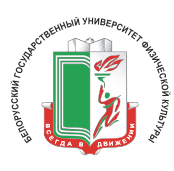 БЕЛОРУССКИЙ ГОСУДАРСТВЕННЫЙ УНИВЕРСИТЕТ ФИЗИЧЕСКОЙ КУЛЬТУРЫ
ВСЕГДА В ДВИЖЕНИИ